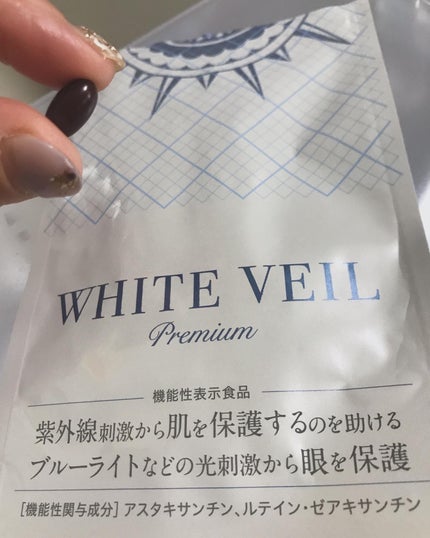 WHITE VEIL
Premium
機能性表示食品
紫外線刺激から肌を保護するのを助ける
ブルーライトなどの光刺激から眼を保護
[機能性関与成分] アスタキサンチン、ルテイン・ゼアキサンチン